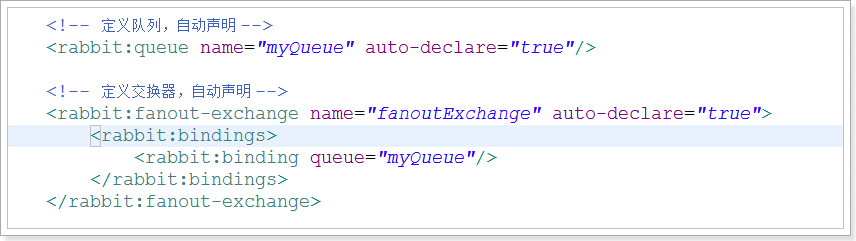 <!-- 定义队列，自动声明 -->
<rabbit:queue name="myQueue" auto-declare="true"/>
<!-- 定义交换器，自动声明 -->
<rabbit:fanout-exchange name="fanoutExchange" auto-declare="true">
<rabbit:bindings>
<rabbit:binding queue="myQueue"/>
</rabbit:bindings>
</rabbit:fanout-exchange>